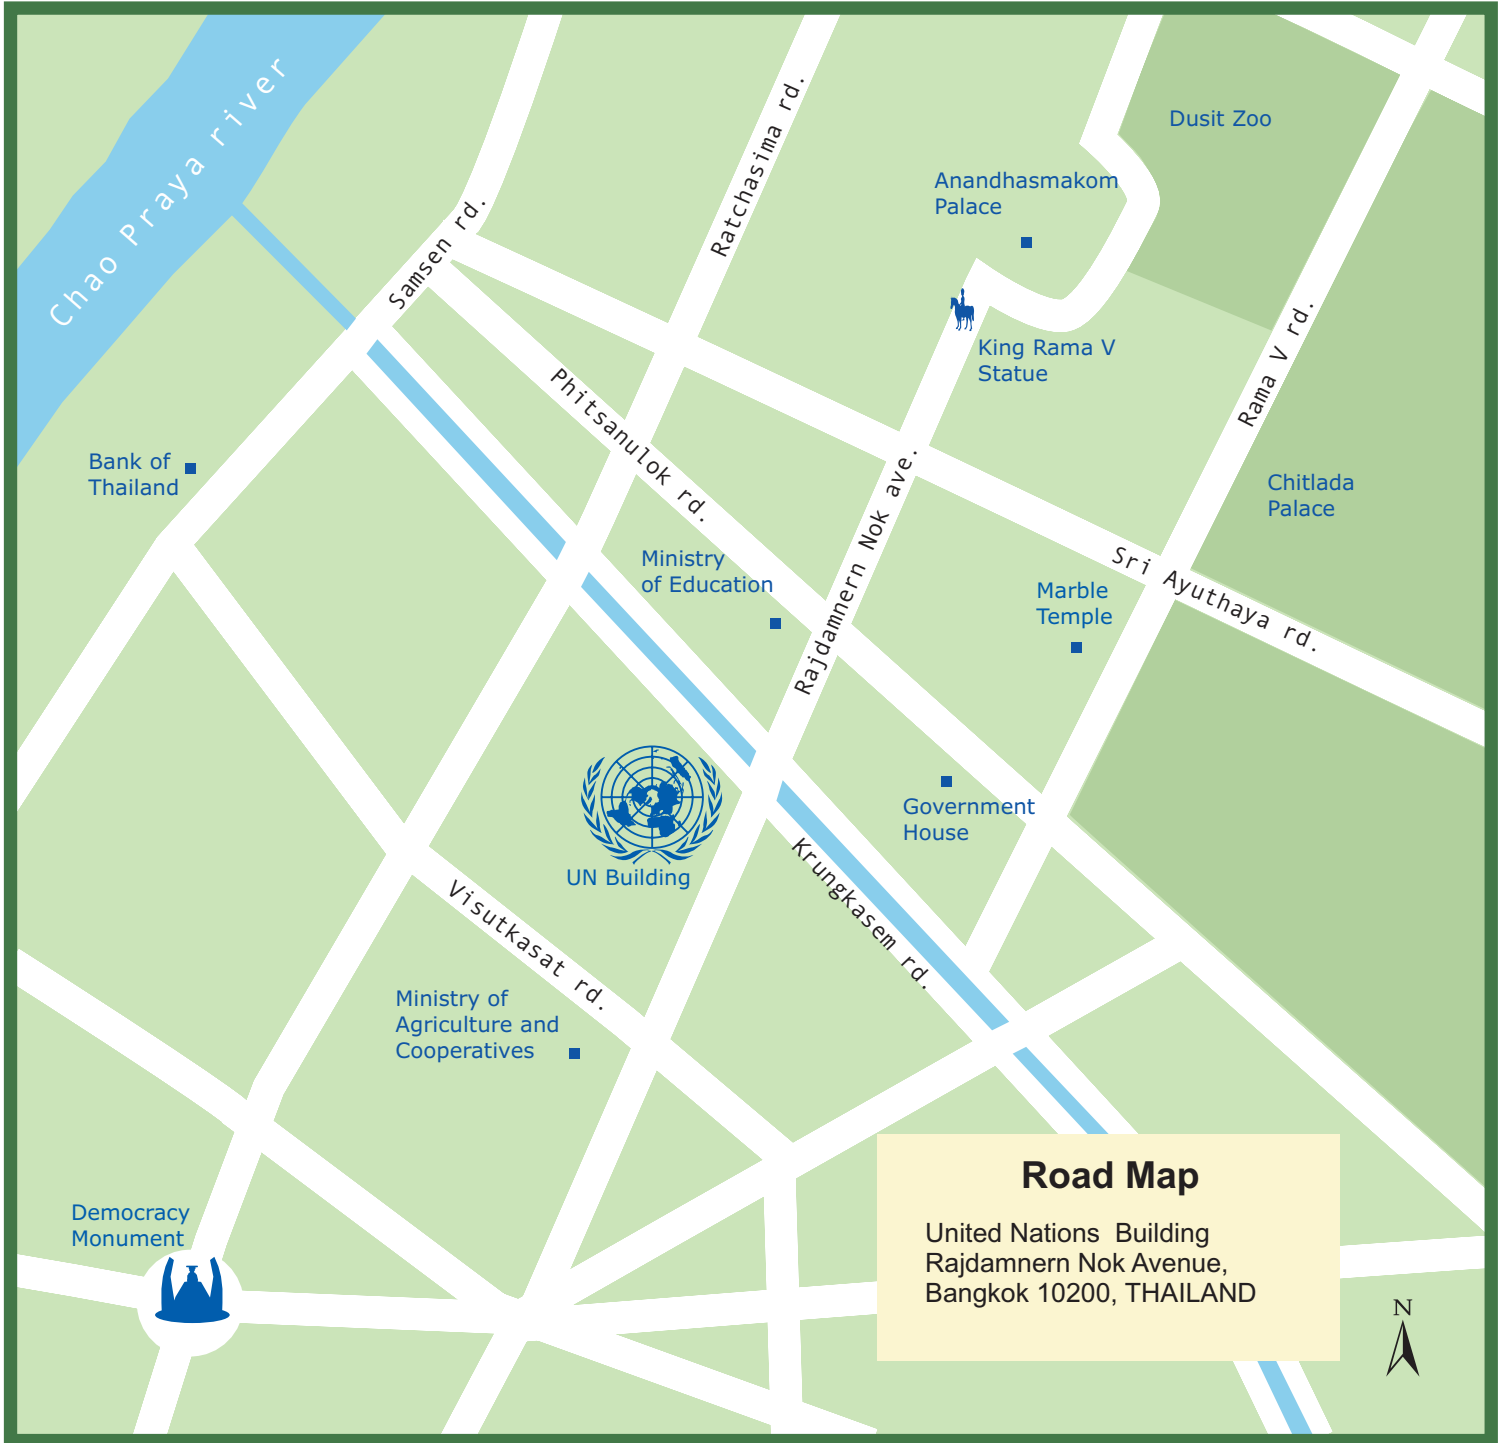 Chao Praya river
Samsen rd.
Ratchasima rd.
Dusit Zoo
Anandhasmakom
Palace
King Rama V
Statue
Rama V rd.
Phitsanulok rd.
Bank of
Thailand
Rajdamnern Nok ave.
Chitlada
Palace
Ministry
of Education
Sri Ayuthaya rd.
Marble
Temple
Government
House
UN Building
Krungkasem rd.
Visutkasat rd.
Ministry of
Agriculture and
Cooperatives
Democracy
Monument
Road Map
United Nations Building
Rajdamnern Nok Avenue,
Bangkok 10200, THAILAND
N